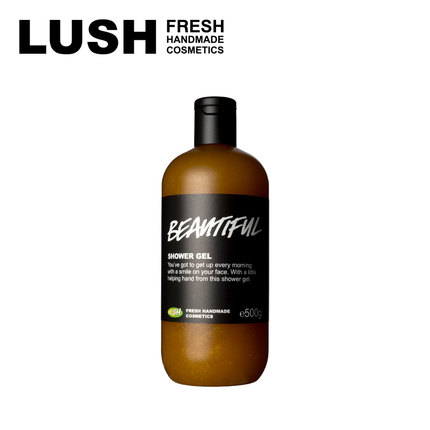 LUSH
FRESH
HANDMADE
COSMETICS
BEAUTIFUL
SHOWER GEL
You've got to get up every morning
with a smile on your face. With a little
helping hand from this shower gel.
LUSH
FRESH HANDMADE
COSMETICS
℮500g